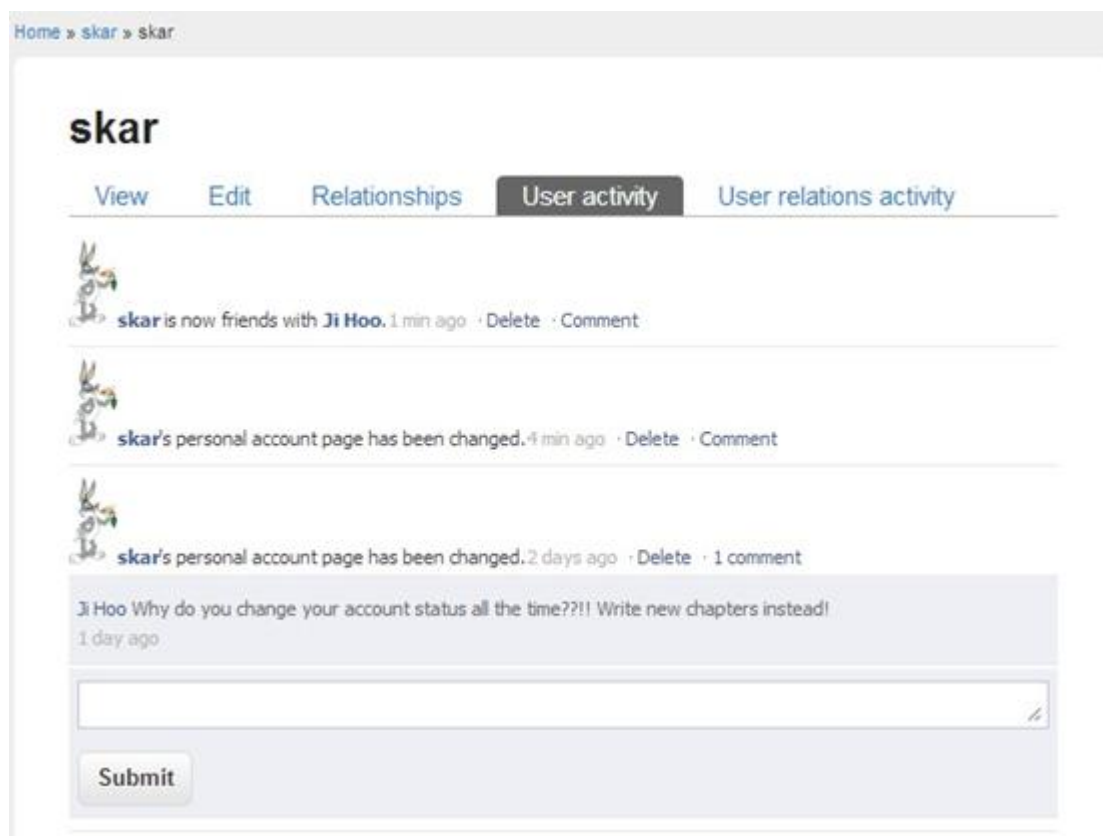 Home » skar » skar
skar
View Edit Relationships User activity User relations activity
skar is now friends with Ji Hoo. 1 min ago · Delete · Comment
skar's personal account page has been changed. 4 min ago · Delete · Comment
skar's personal account page has been changed. 2 days ago · Delete · 1 comment
Ji Hoo Why do you change your account status all the time??!! Write new chapters instead!
1 day ago
Submit